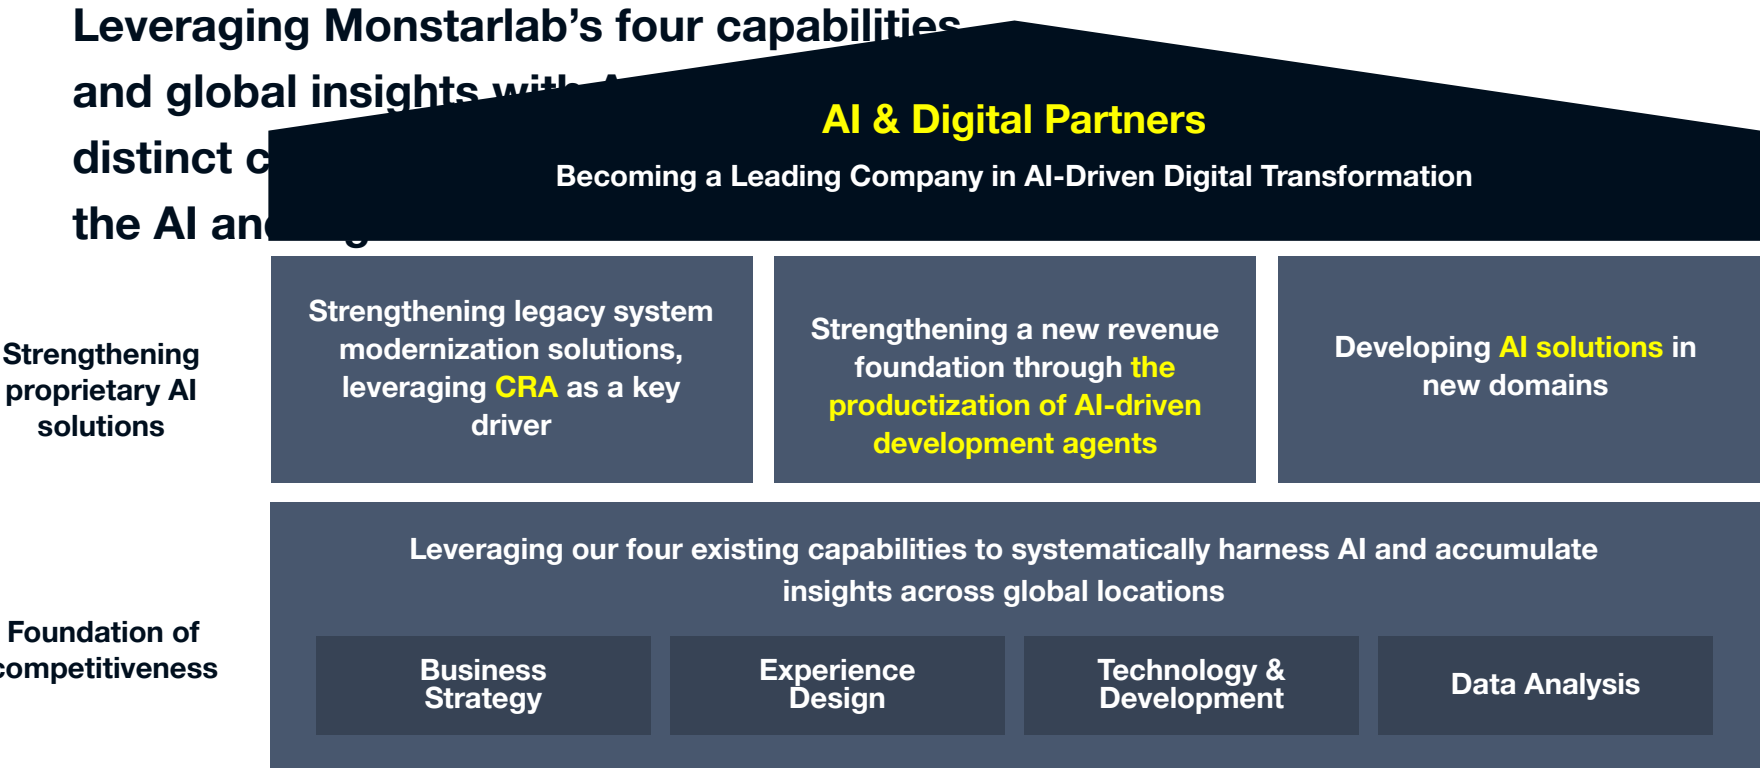 Leveraging Monstarlab's four capabilities
and global insights with
distinct
the AI
AI & Digital Partners
Becoming a Leading Company in AI-Driven Digital Transformation
Strengthening
proprietary AI
solutions
Strengthening legacy system
modernization solutions,
leveraging CRA as a key
driver
Strengthening a new revenue
foundation through the
productization of AI-driven
development agents
Developing AI solutions in
new domains
Foundation of
competitiveness
Leveraging our four existing capabilities to systematically harness AI and accumulate
insights across global locations
Business
Strategy
Experience
Design
Technology &
Development
Data Analysis